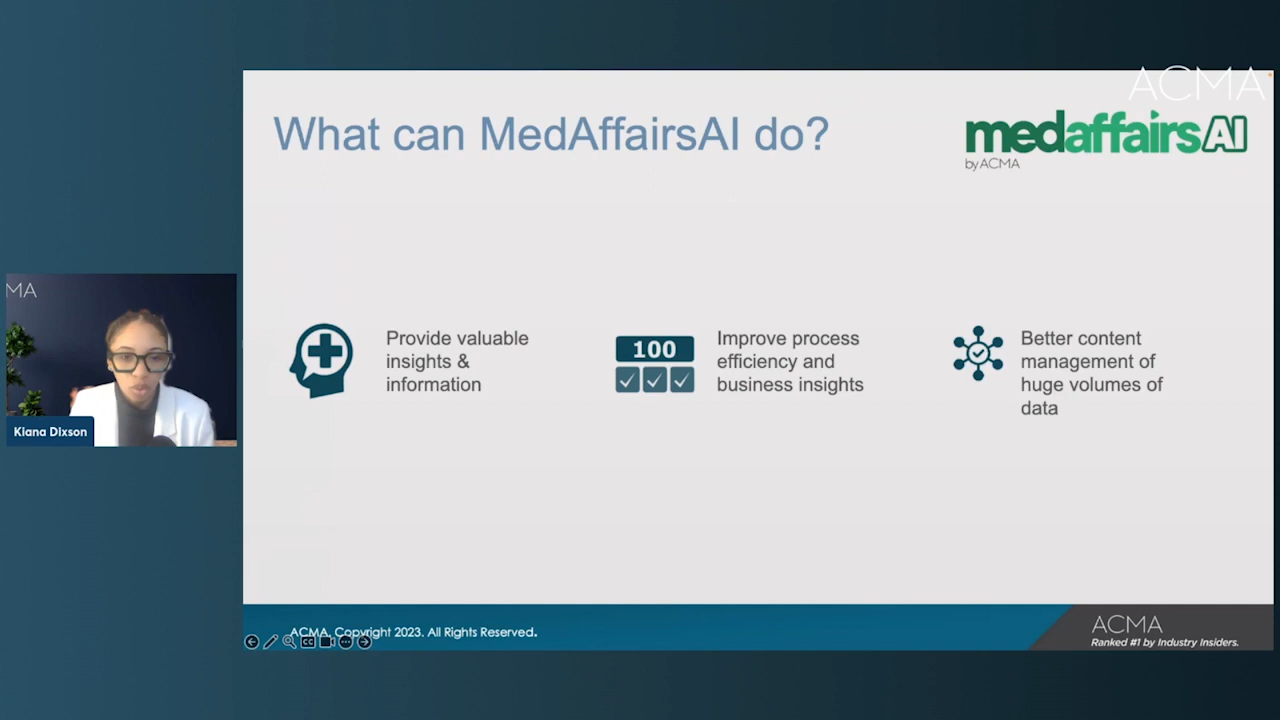 ACMA
What can MedAffairsAI do?
medaffairsAI
by ACMA
MA
Kiana Dixson
Provide valuable
insights &
information
100
Improve process
efficiency and
business insights
Better content
management of
huge volumes of
data
ACMA, Copyright 2023. All Rights Reserved.
CC
ACMA
Ranked #1 by Industry Insiders.